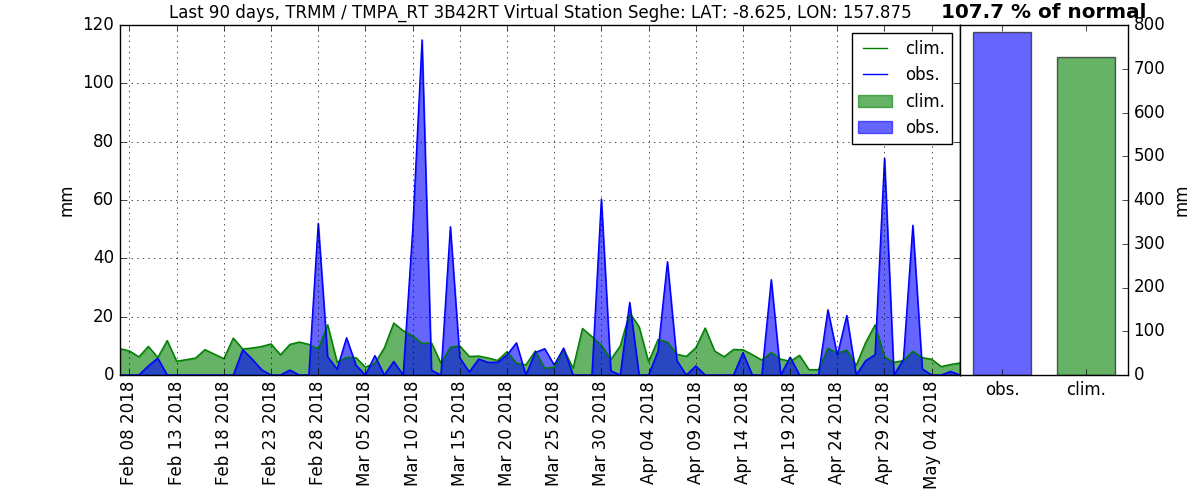 Last 90 days, TRMM / TMPA_RT 3B42RT Virtual Station Seghe: LAT: -8.625, LON: 157.875
107.7 % of normal
120
100
80
60
40
20
0
mm
clim.
obs.
clim.
obs.
Feb 08 2018
Feb 13 2018
Feb 18 2018
Feb 23 2018
Feb 28 2018
Mar 05 2018
Mar 10 2018
Mar 15 2018
Mar 20 2018
Mar 25 2018
Mar 30 2018
Apr 04 2018
Apr 09 2018
Apr 14 2018
Apr 19 2018
Apr 24 2018
Apr 29 2018
May 04 2018
800
700
600
500
400
300
200
100
0
mm
obs.
clim.